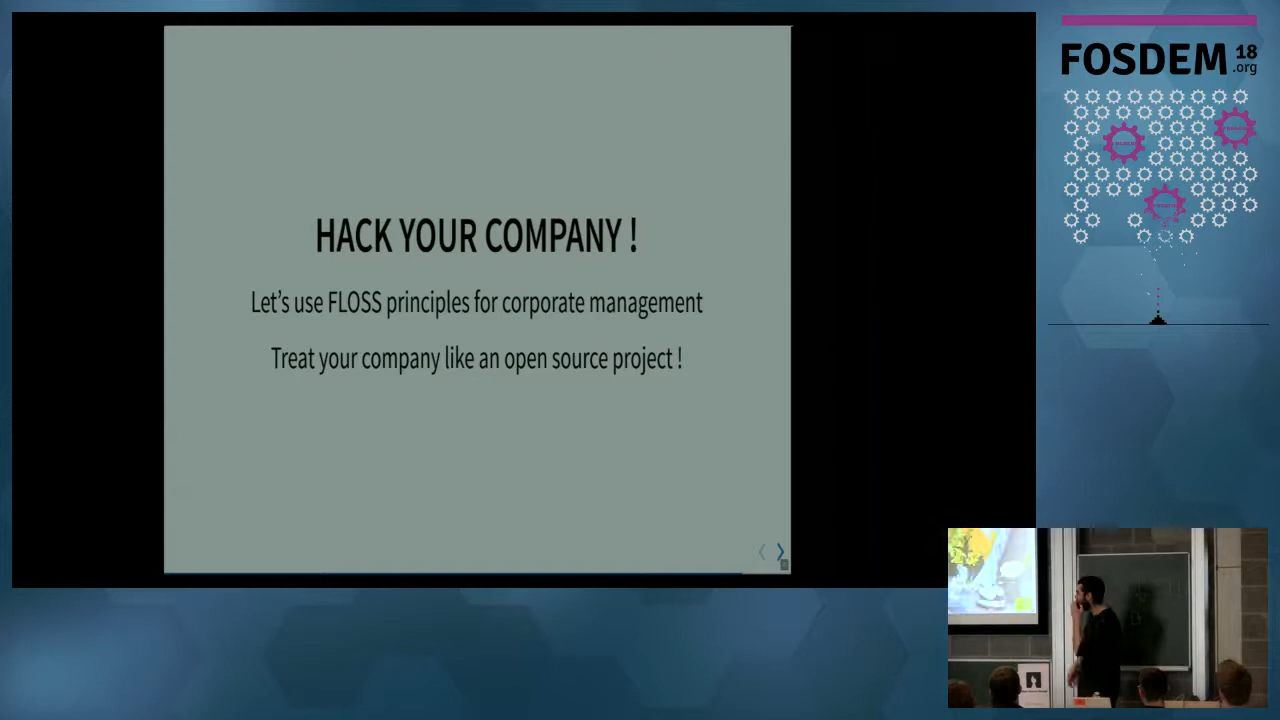 HACK YOUR COMPANY !
Let's use FLOSS principles for corporate management
Treat your company like an open source project !
FOSDEM 18
.org